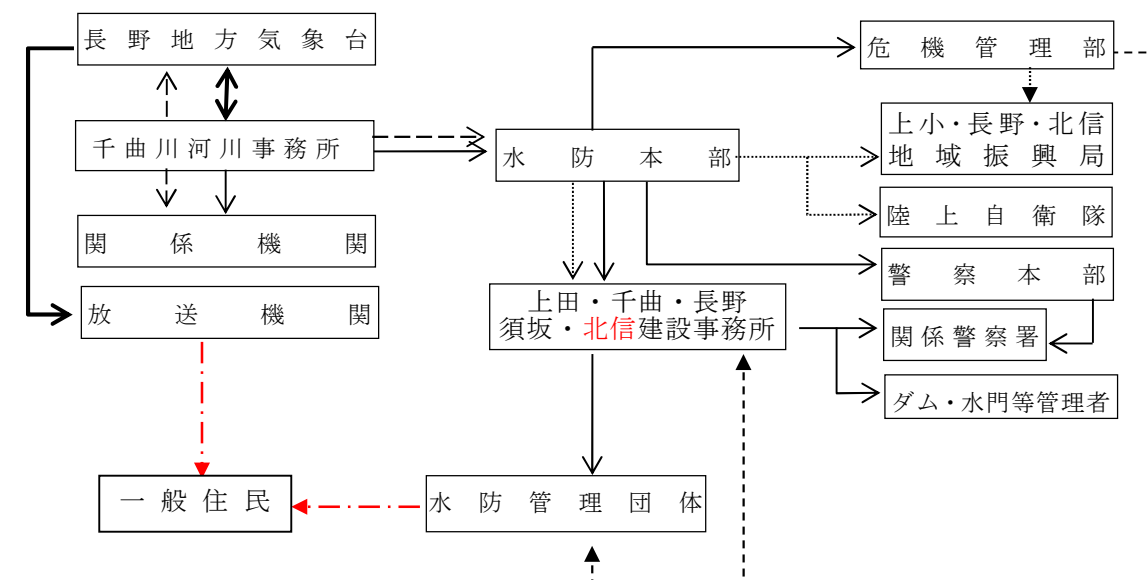 長野地方気象台
危機管理部
千曲川河川事務所
水防本部
上小・長野・北信
地域振興局
陸上自衛隊
関係機関
警察本部
放送機関
上田・千曲・長野
須坂・北信建設事務所
関係警察署
ダム・水門等管理者
一般住民
水防管理団体